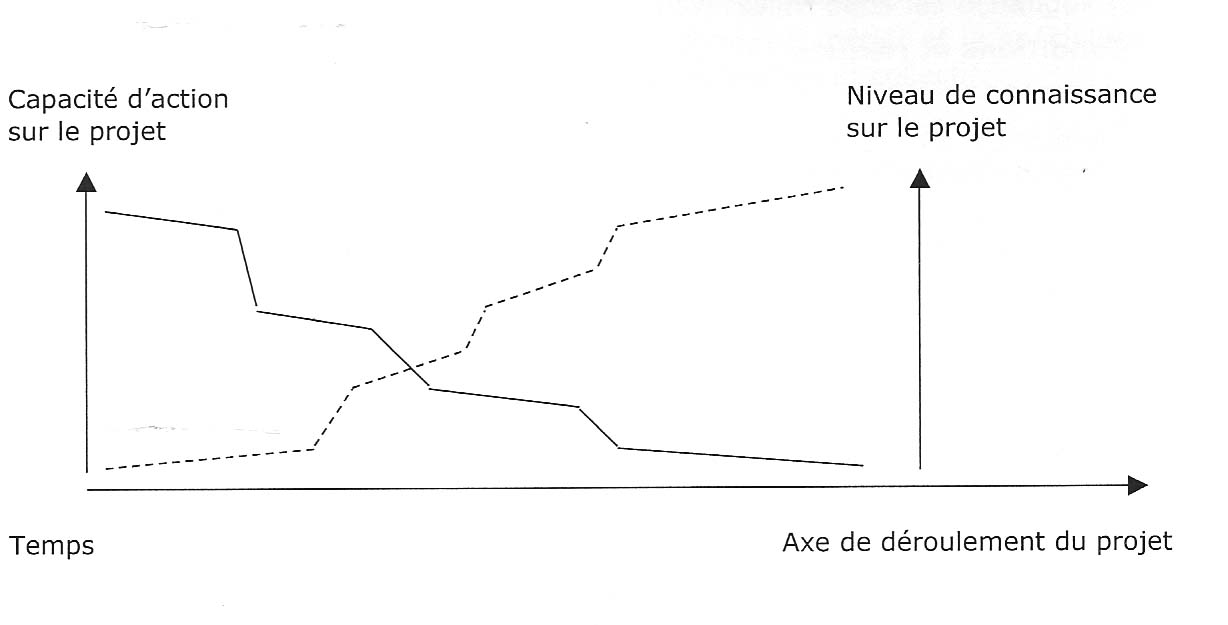 Capacité d’action
sur le projet
Niveau de connaissance
sur le projet
Temps
Axe de déroulement du projet